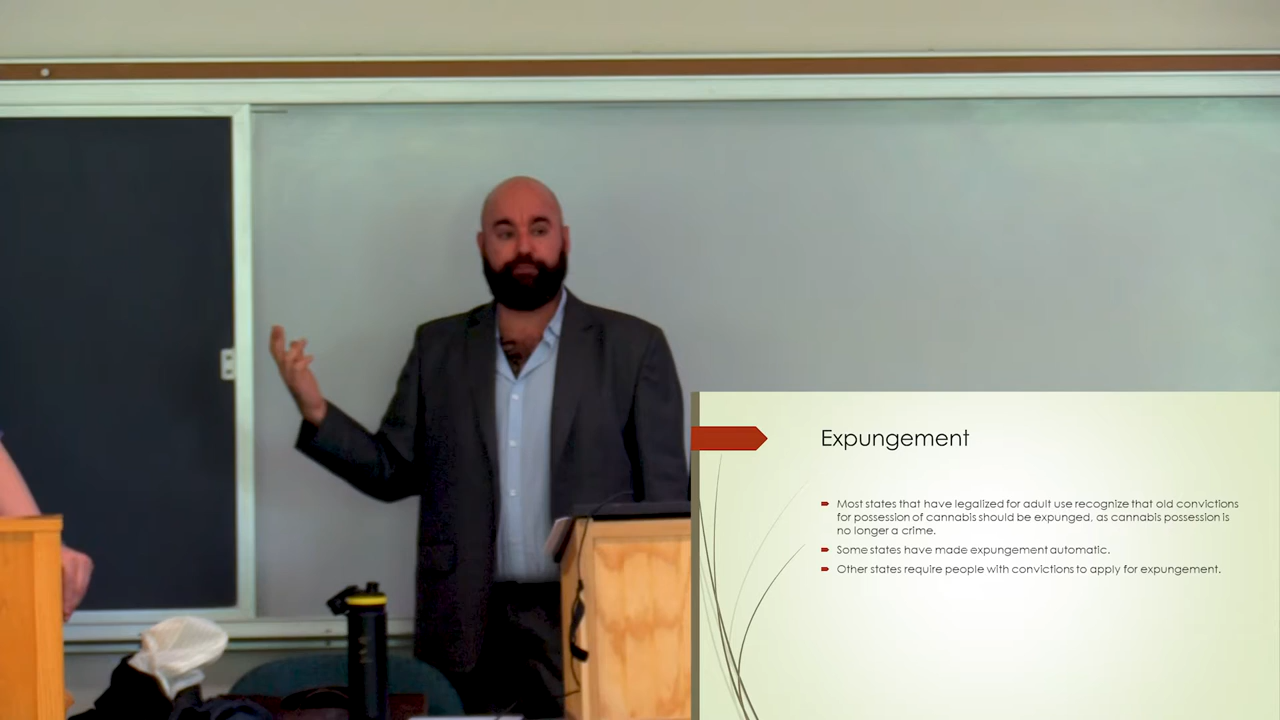 Expungement
Most states that have legalized for adult use recognize that old convictions
for possession of cannabis should be expunged, as cannabis possession is
no longer a crime.
Some states have made expungement automatic.
Other states require people with convictions to apply for expungement.